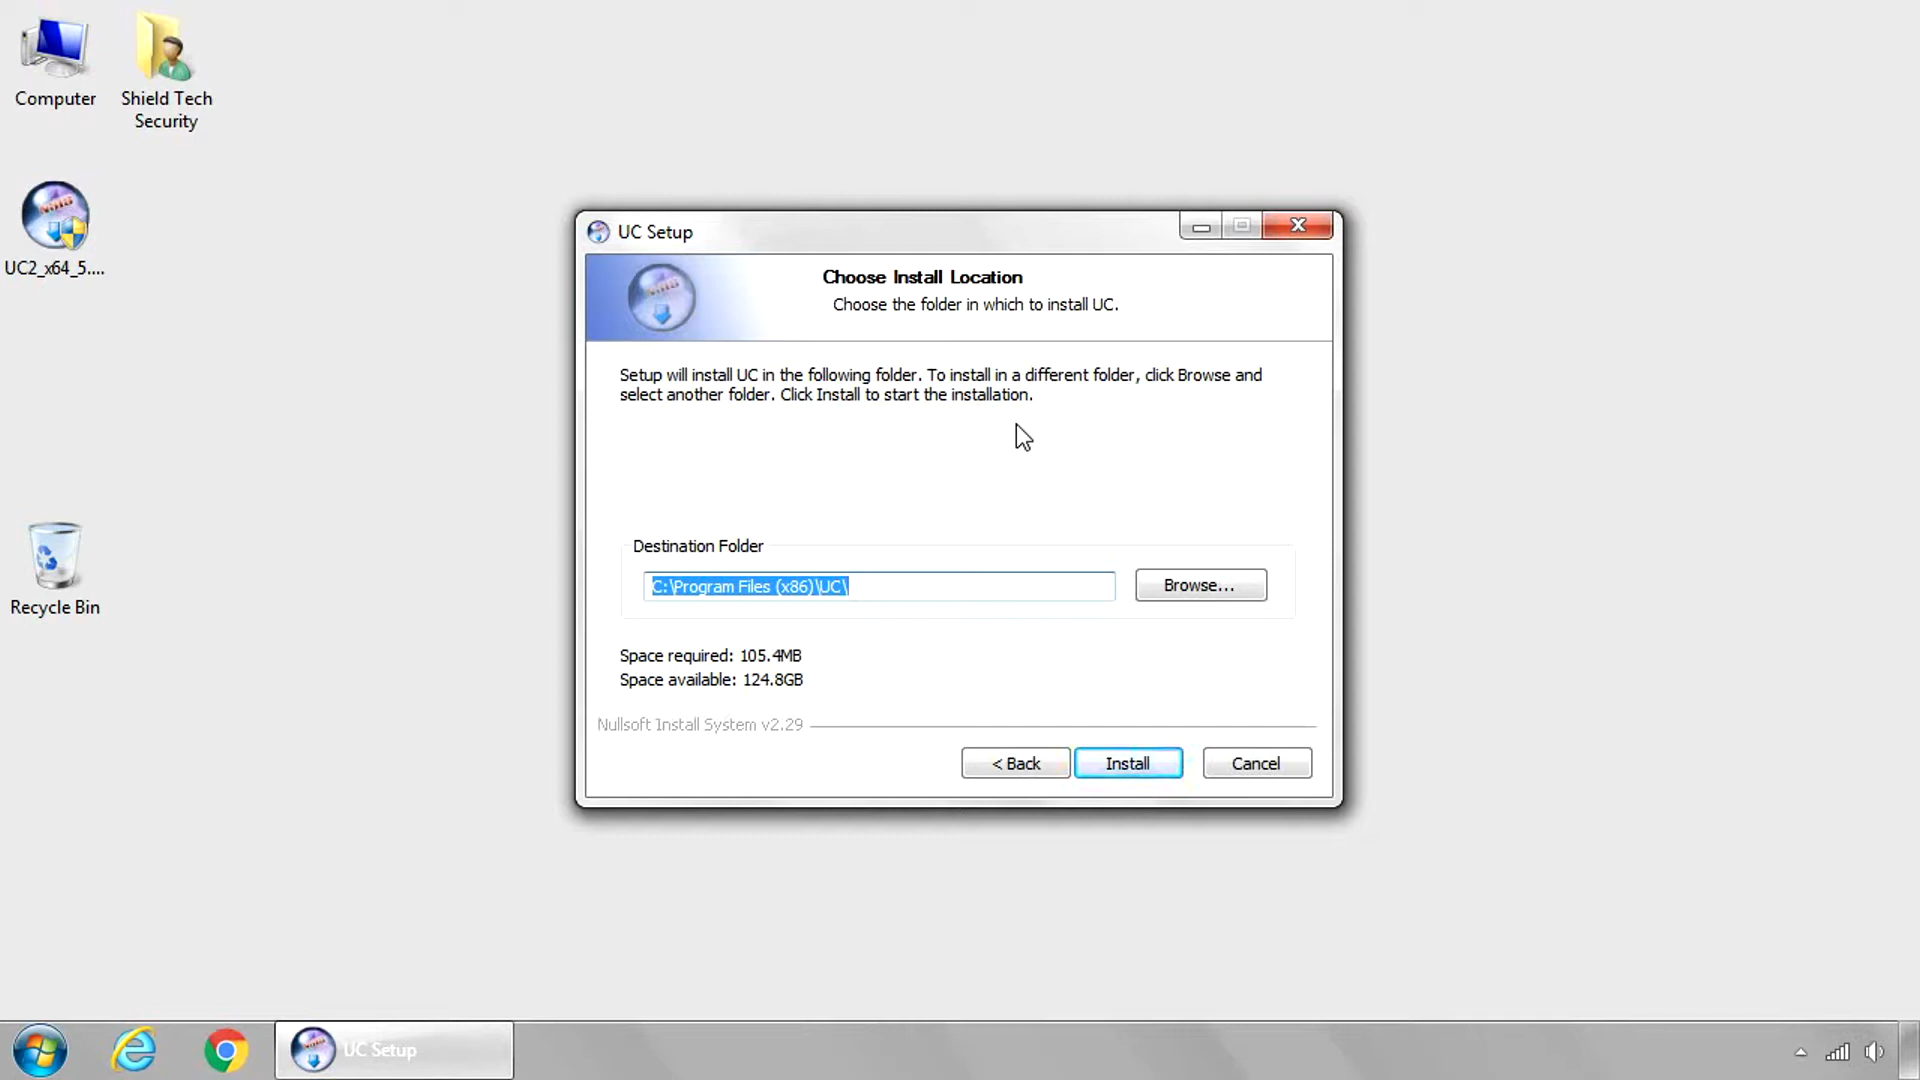 Computer
Shield Tech
Security
UC2_x64_5....
Recycle Bin
UC Setup
Choose Install Location
Choose the folder in which to install UC.
Setup will install UC in the following folder. To install in a different folder, click Browse and
select another folder. Click Install to start the installation.
Destination Folder
C:\Program Files (x86)\UC\
Browse...
Space required: 105.4MB
Space available: 124.8GB
Nullsoft Install System v2.29
< Back
Install
Cancel
UC Setup